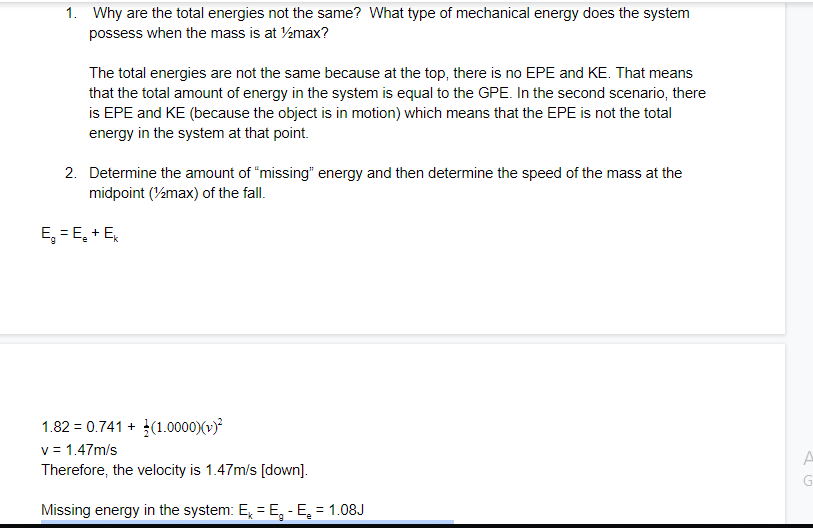 1. Why are the total energies not the same? What type of mechanical energy does the system
possess when the mass is at ½max?
The total energies are not the same because at the top, there is no EPE and KE. That means
that the total amount of energy in the system is equal to the GPE. In the second scenario, there
is EPE and KE (because the object is in motion) which means that the EPE is not the total
energy in the system at that point.
2. Determine the amount of “missing” energy and then determine the speed of the mass at the
midpoint (½max) of the fall.
E_g = E_e + E_k
1.82 = 0.741 + ½(1.0000)(v)²
v = 1.47m/s
Therefore, the velocity is 1.47m/s [down].
Missing energy in the system: E_k = E_g - E_e = 1.08J
A
G